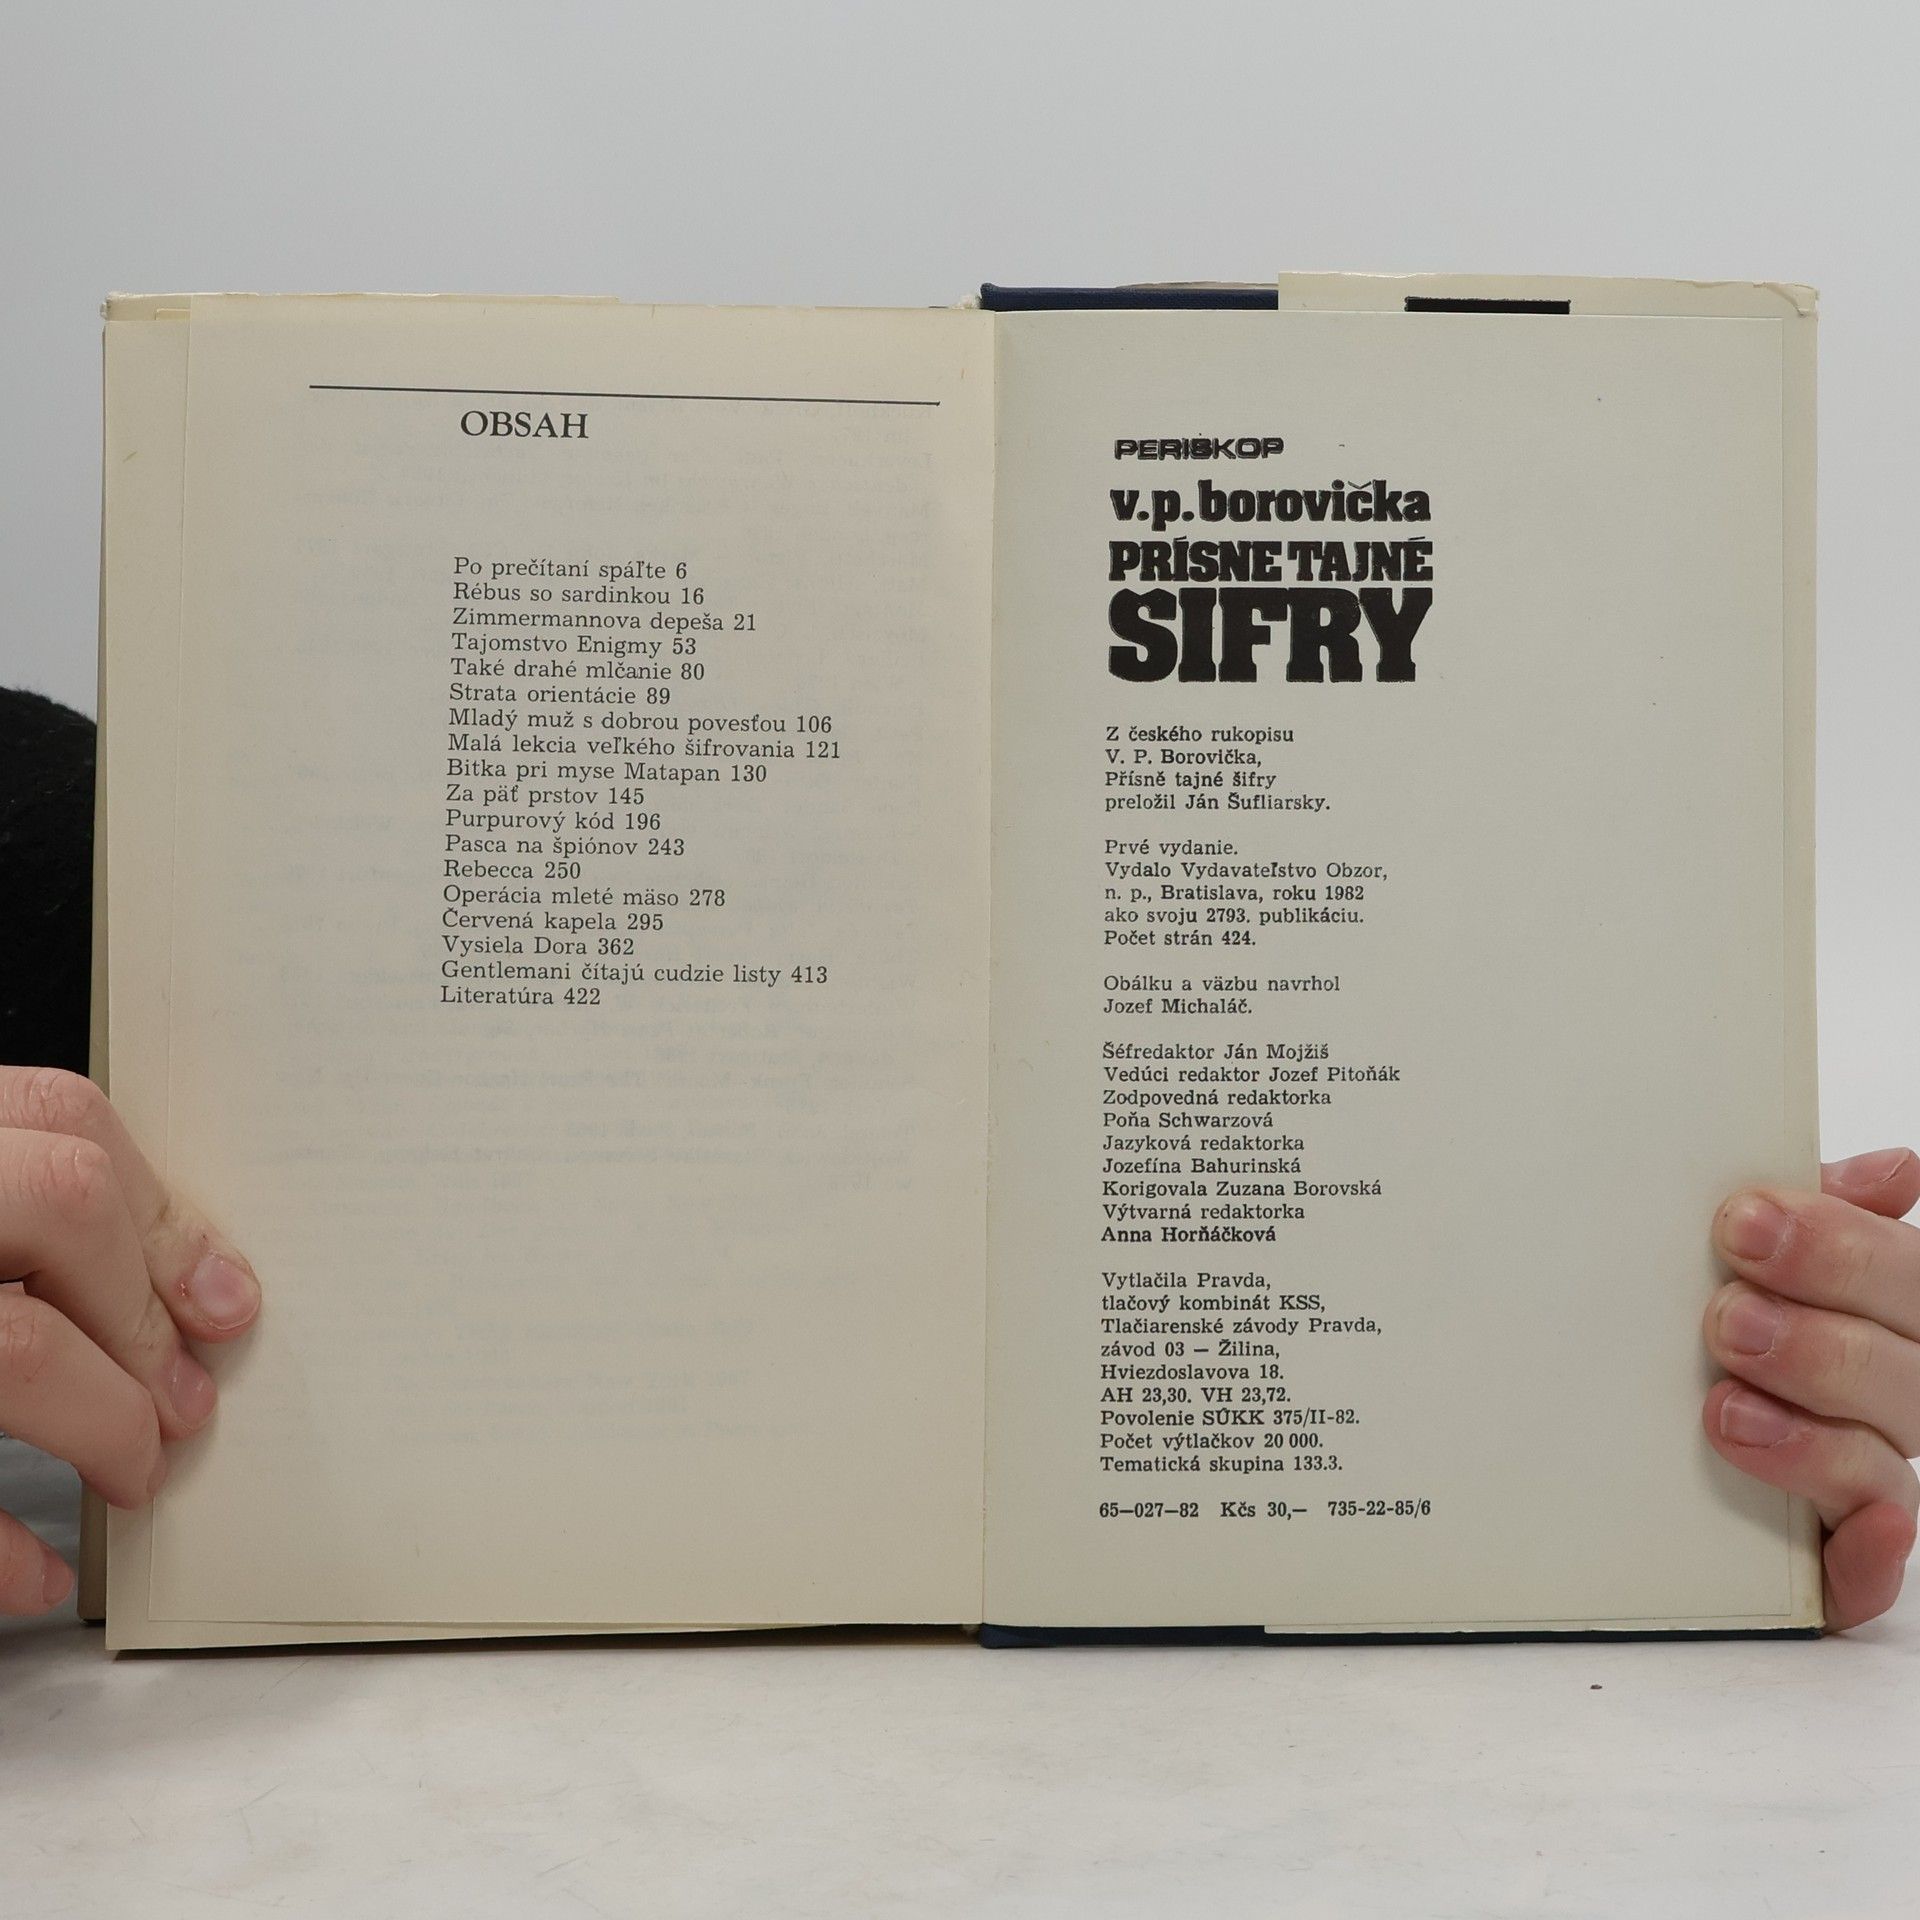 OBSAH
Po prečítaní spáľte 6
Rébus so sardinkou 16
Zimmermannova depeša 21
Tajomstvo Enigmy 53
Také drahé mlčanie 80
Strata orientácie 89
Mladý muž s dobrou povesťou 106
Malá lekcia veľkého šifrovania 121
Bitka pri myse Matapan 130
Za päť prstov 145
Purpurový kód 196
Pasca na špiónov 243
Rebecca 250
Operácia mleté mäso 278
Červená kapela 295
Vysiela Dora 362
Gentlemani čítajú cudzie listy 413
Literatúra 422
PERISKOP
v.p.borovička
PRÍSNE TAJNÉ
ŠIFRY
Z českého rukopisu
V. P. Borovička,
Přísně tajné šifry
preložil Ján Šufliarsky.
Prvé vydanie.
Vydalo Vydavateľstvo Obzor,
n. p., Bratislava, roku 1982
ako svoju 2793. publikáciu.
Počet strán 424.
Obálku a väzbu navrhol
Jozef Michaláč.
Šéfredaktor Ján Mojžiš
Vedúci redaktor Jozef Pitoňák
Zodpovedná redaktorka
Poňa Schwarzová
Jazyková redaktorka
Jozefína Bahurinská
Korigovala Zuzana Borovská
Výtvarná redaktorka
Anna Horňáčková
Vytlačila Pravda,
tlačový kombinát KSS,
Tlačiarenské závody Pravda,
závod 03 — Žilina,
Hviezdoslavova 18.
AH 23,30. VH 23,72.
Povolenie SÚKK 375/II-82.
Počet výtlačkov 20 000.
Tematická skupina 133.3.
65—027—82 Kčs 30,— 735-22-85/6